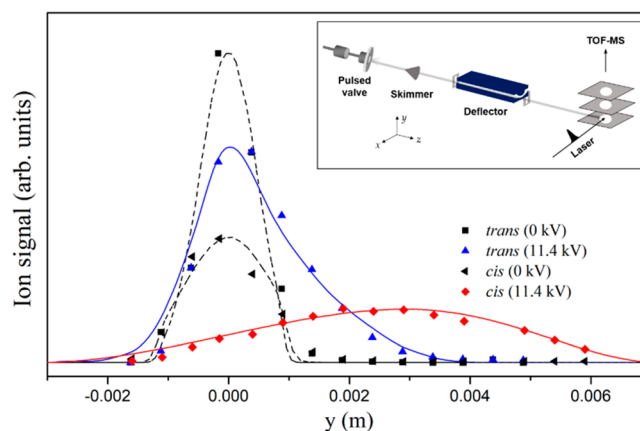 TOF-MS
Pulsed
valve
Skimmer
Deflector
Laser
y
x
z
trans (0 kV)
trans (11.4 kV)
cis (0 kV)
cis (11.4 kV)
Ion signal (arb. units)
-0.002
0.000
0.002
0.004
0.006
y (m)